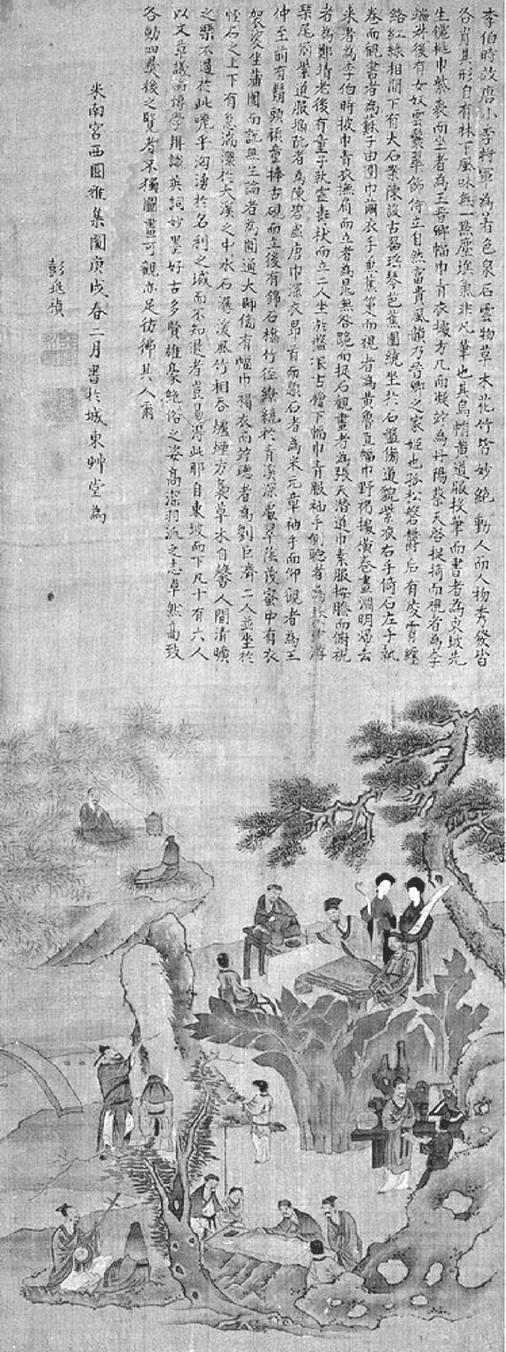 李伯時效唐小李將軍為著色泉石雲物草木花竹皆妙絕動人而人物秀發皆
各肖其形自有林下風味無一點塵埃氣非凡筆也其烏帽黃道服投筆而書者為東坡先
生仙桃巾紫裘而坐者為王晉卿幅巾青衣據方几而凝竚為丹陽蔡天啟捉椅而視者為李
端叔後有女奴雲鬟翠飾侍立自然富貴風韻乃晉卿之家姬也孤松盤鬱后有凌霄纏
絡紅綠相間下有大石案陳設古器瑤琴芭蕉圍繞坐於石盤傍道帽紫衣右手倚石左手執
卷而觀書者為蘇子由團巾繭衣手秉蕉箑而視者為黃魯直幅巾野褐據橫卷畫淵明歸去
來者為李伯時披巾青衣撫肩而立者為晁無咎跪而捉石觀畫者為張文潛道巾素服按膝而俯視
者為鄭靖老後有童子執靈壽杖而立二人坐於盤根古檜下幅巾青服袖手側聽者為秦少游
琴尾冠紫道服摘阮者為陳碧虛唐巾深衣昂首而題石者為米元章袖手而仰觀者為王
仲至前有鬅頭頑童捧古硯而立後有錦石橋竹徑繚繞於青溪深處翠陰茂密中有衣
袈裟坐蒲團而說無生論者為圓通大師傍有幅巾褐衣而諦聽者為劉巨濟二人並坐於
怪石之上下有急湍瀠於大溪之中水石潺湲風竹相吞爐煙方裊草木自馨人間清曠
之樂不過於此嗟乎洶湧於名利之域而不知退者豈易得此耶自東坡而下凡十有六人
以文章議論博學辨識英詞妙墨好古多賢雄豪絕俗之姿高深羽流之志卓然高致
名動四夷後之覽者不獨圖畫可觀亦足彷彿其人爾
米南宮西園雅集圖庚戌春二月書於城東艸堂為
彭進禎